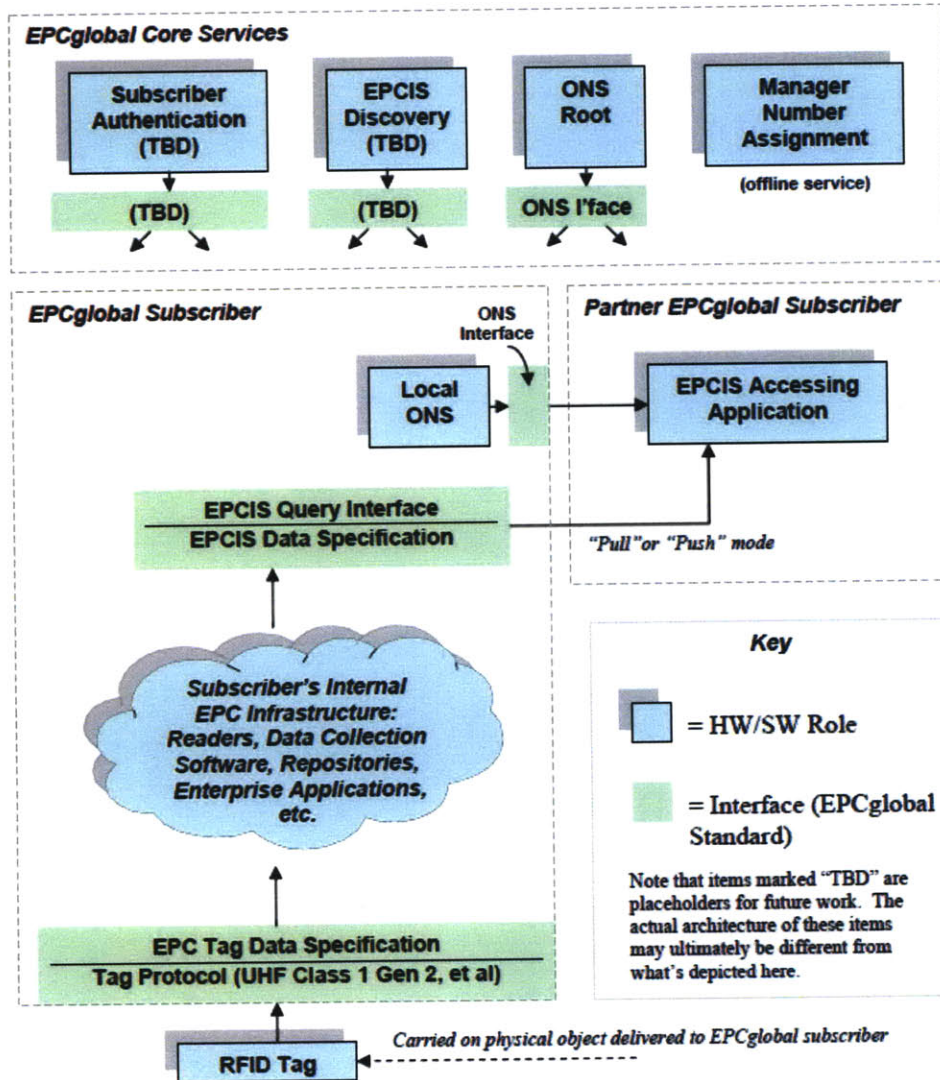 EPCglobal Core Services
Subscriber
Authentication
(TBD)
EPCIS
Discovery
(TBD)
ONS
Root
Manager
Number
Assignment
(offline service)
(TBD)
(TBD)
ONS I'face
EPCglobal Subscriber
ONS
Interface
Local
ONS
Partner EPCglobal Subscriber
EPCIS Accessing
Application
EPCIS Query Interface
EPCIS Data Specification
“Pull” or “Push” mode
Subscriber's Internal
EPC Infrastructure:
Readers, Data Collection
Software, Repositories,
Enterprise Applications,
etc.
Key
= HW/SW Role
= Interface (EPCglobal
Standard)
Note that items marked “TBD” are
placeholders for future work. The
actual architecture of these items
may ultimately be different from
what's depicted here.
EPC Tag Data Specification
Tag Protocol (UHF Class 1 Gen 2, et al)
Carried on physical object delivered to EPCglobal subscriber
RFID Tag